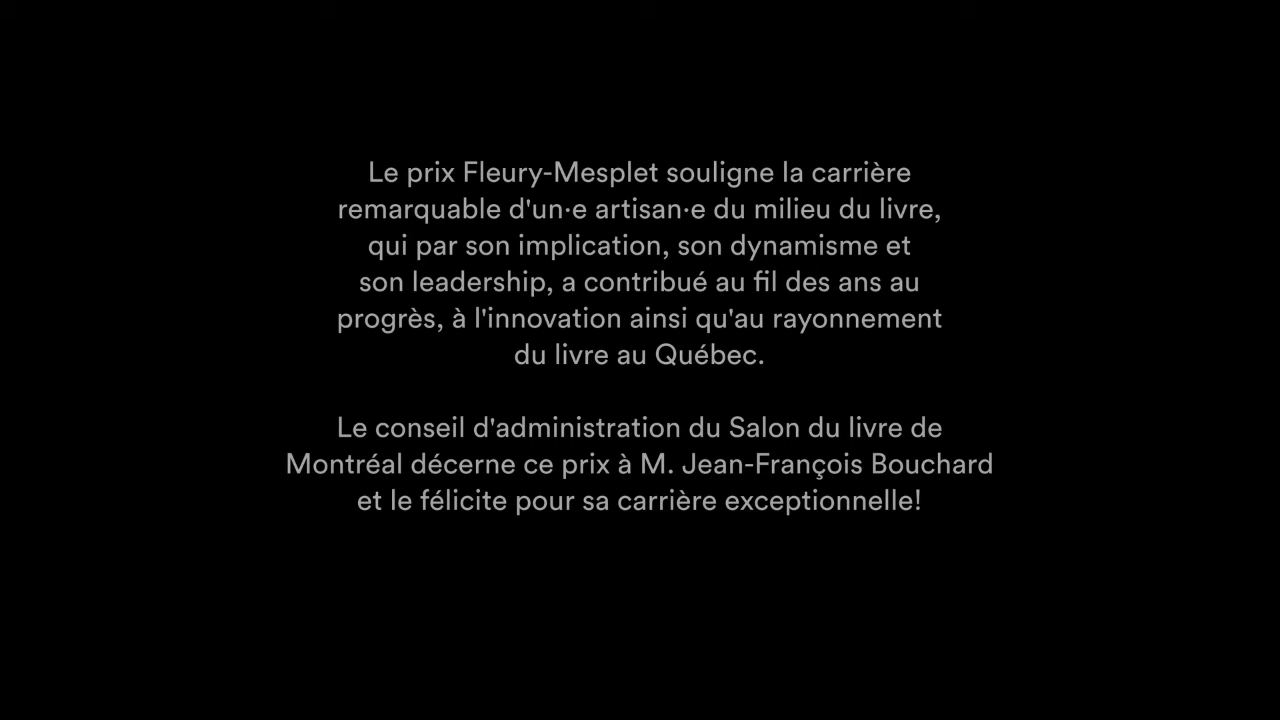 Le prix Fleury-Mesplet souligne la carrière
remarquable d'un·e artisan·e du milieu du livre,
qui par son implication, son dynamisme et
son leadership, a contribué au fil des ans au
progrès, à l'innovation ainsi qu'au rayonnement
du livre au Québec.
Le conseil d'administration du Salon du livre de
Montréal décerne ce prix à M. Jean-François Bouchard
et le félicite pour sa carrière exceptionnelle!